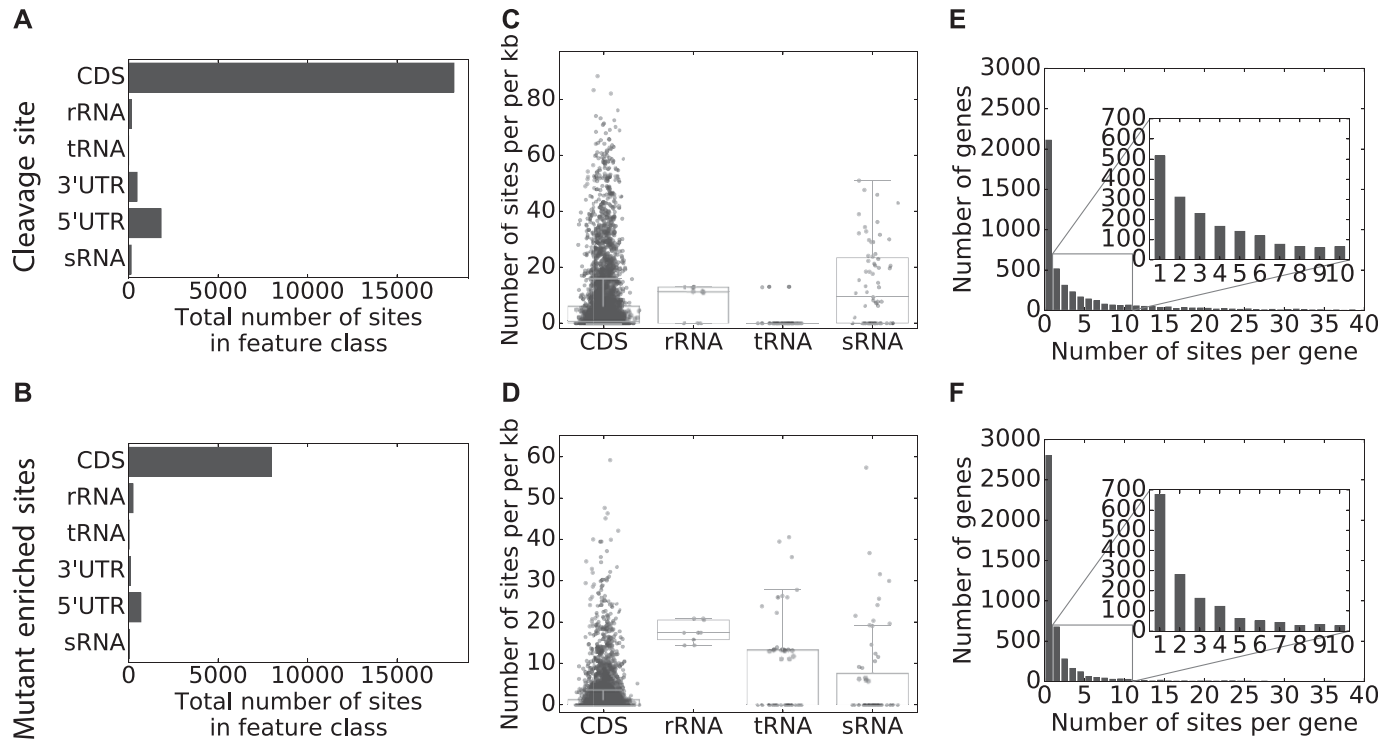 A
Cleavage site
CDS
rRNA
tRNA
3'UTR
5'UTR
sRNA
0 5000 10000 15000
Total number of sites
in feature class
C
Number of sites per per kb
80
60
40
20
0
CDS rRNA tRNA sRNA
E
Number of genes
3000
2500
2000
1500
1000
500
0
700
600
500
400
300
200
100
0
1 2 3 4 5 6 7 8 9 10
0 5 10 15 20 25 30 35 40
Number of sites per gene
B
Mutant enriched sites
CDS
rRNA
tRNA
3'UTR
5'UTR
sRNA
0 5000 10000 15000
Total number of sites
in feature class
D
Number of sites per per kb
60
50
40
30
20
10
0
CDS rRNA tRNA sRNA
F
Number of genes
3000
2500
2000
1500
1000
500
0
700
600
500
400
300
200
100
0
1 2 3 4 5 6 7 8 9 10
0 5 10 15 20 25 30 35 40
Number of sites per gene